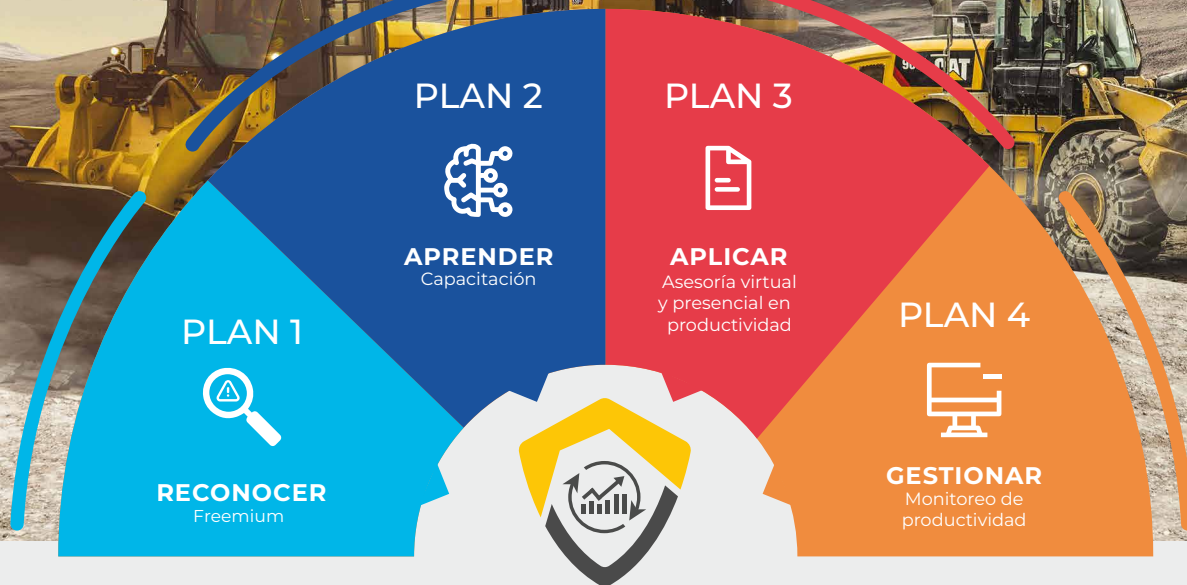 PLAN 1
RECONOCER
Freemium
PLAN 2
APRENDER
Capacitación
PLAN 3
APLICAR
Asesoría virtual
y presencial en
productividad
PLAN 4
GESTIONAR
Monitoreo de
productividad
CAT